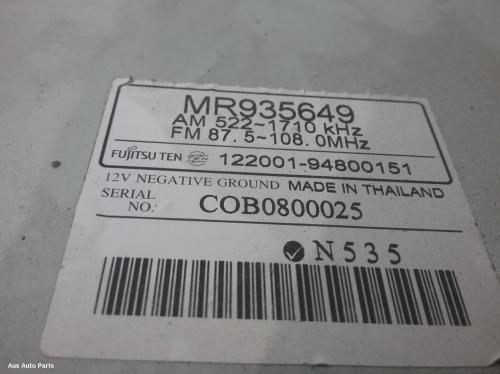 MR935649
AM 522~1710 kHz
FM 87.5~108.0MHz
FUJITSU TEN TEN 122001-94800151
12V NEGATIVE GROUND MADE IN THAILAND
SERIAL NO. COB0800025
N535
Aus Auto Parts